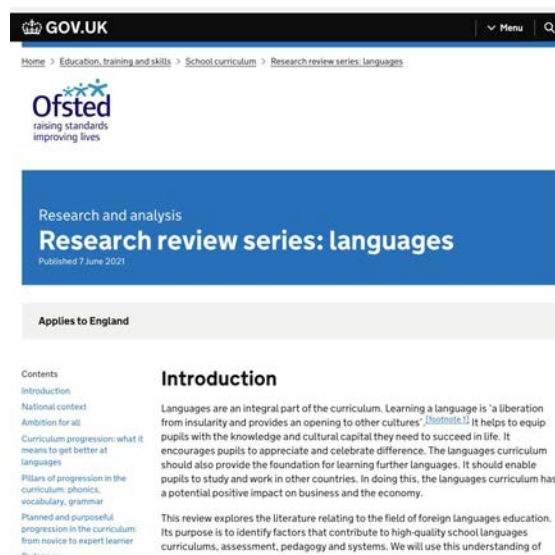 GOV.UK
Menu
Home > Education, training and skills > School curriculum > Research review series: languages
Ofsted
raising standards
improving lives
Research and analysis
Research review series: languages
Published 7 June 2021
Applies to England
Contents
Introduction
National context
Ambition for all
Curriculum progression: what it
means to get better at
languages
Pillars of progression in the
curriculum: phonics,
vocabulary, grammar
Planned and purposeful
progression in the curriculum:
from novice to expert learner
Introduction
Languages are an integral part of the curriculum. Learning a language is 'a liberation
from insularity and provides an opening to other cultures'.[footnote 1] It helps to equip
pupils with the knowledge and cultural capital they need to succeed in life. It
encourages pupils to appreciate and celebrate difference. The languages curriculum
should also provide the foundation for learning further languages. It should enable
pupils to study and work in other countries. In doing this, the languages curriculum has
a potential positive impact on business and the economy.
This review explores the literature relating to the field of foreign languages education.
Its purpose is to identify factors that contribute to high-quality school languages
curriculums, assessment, pedagogy and systems. We will use this understanding of